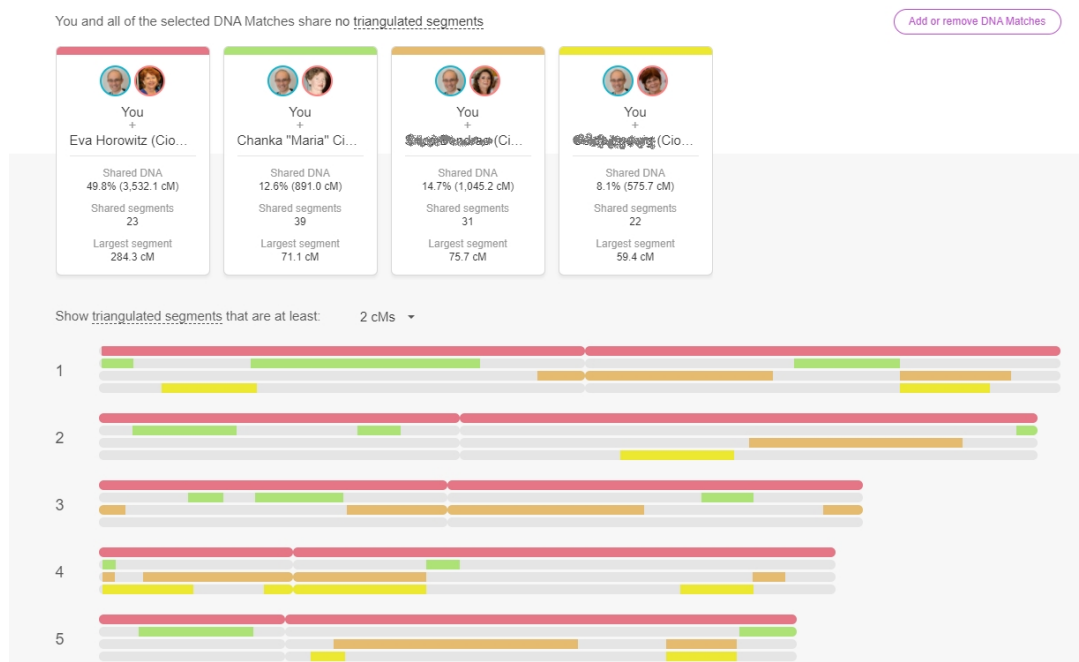 You and all of the selected DNA Matches share no triangulated segments
Add or remove DNA Matches
You
+
Eva Horowitz (Cio...
Shared DNA
49.8% (3,532.1 cM)
Shared segments
23
Largest segment
284.3 cM
You
+
Chanka "Maria" Ci...
Shared DNA
12.6% (891.0 cM)
Shared segments
39
Largest segment
71.1 cM
You
+
(Ci...
Shared DNA
14.7% (1,045.2 cM)
Shared segments
31
Largest segment
75.7 cM
You
+
(Cio...
Shared DNA
8.1% (575.7 cM)
Shared segments
22
Largest segment
59.4 cM
Show triangulated segments that are at least: 2 cMs
1
2
3
4
5